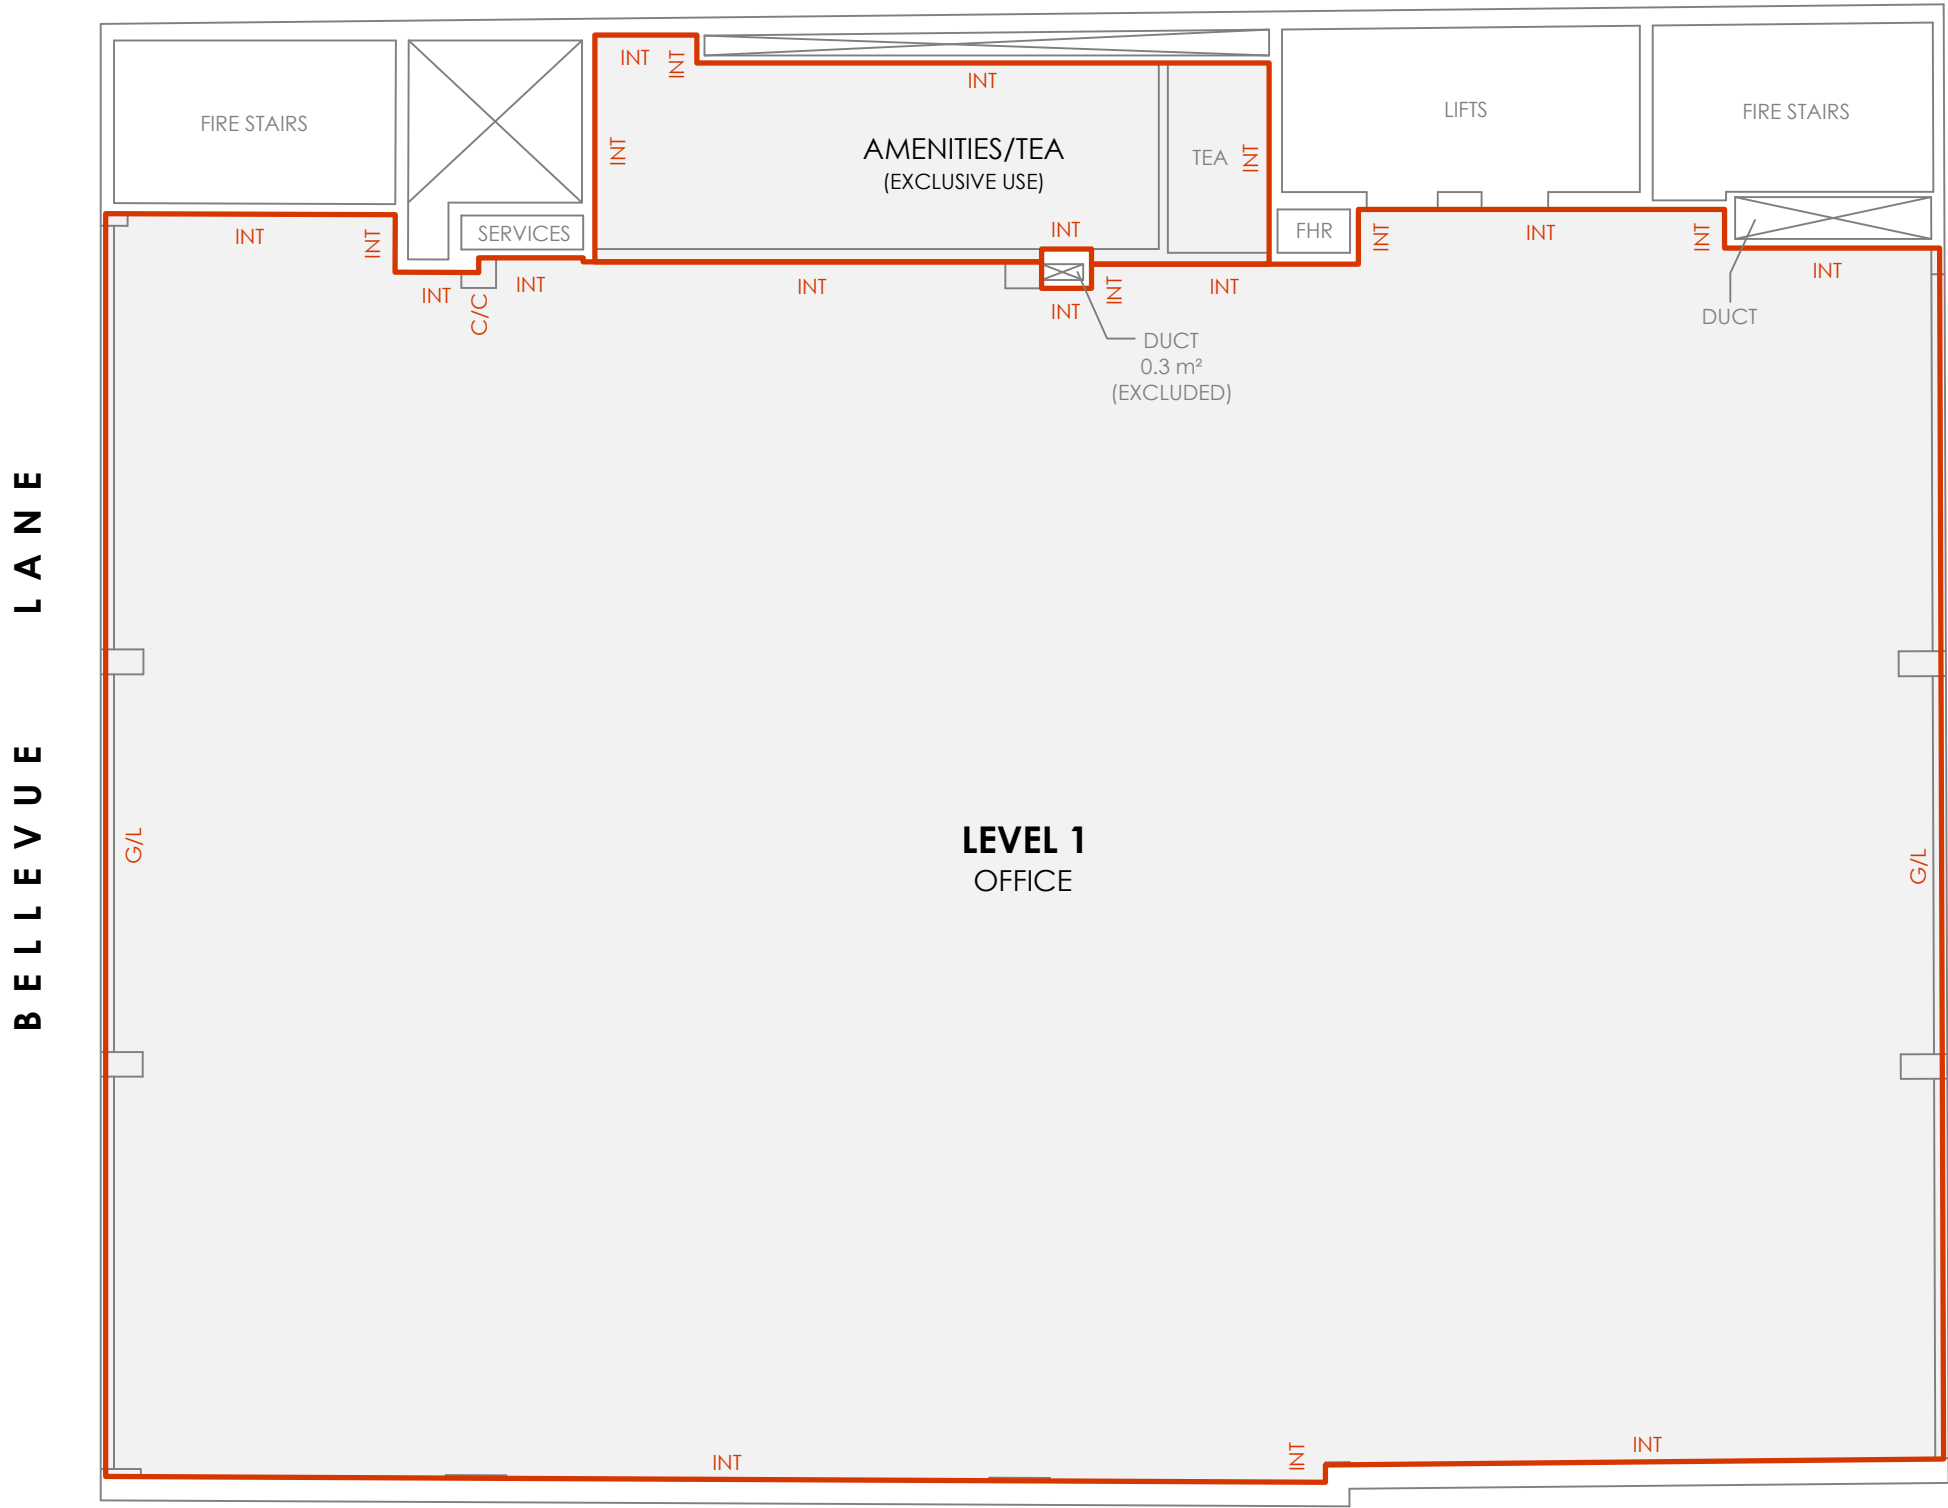 INT
INT
INT
FIRE STAIRS
LIFTS
FIRE STAIRS
AMENITIES/TEA
(EXCLUSIVE USE)
INT
TEA
INT
INT
INT
SERVICES
INT
FHR
INT
INT
INT
INT
INT
C/C
INT
INT
INT
INT
INT
INT
DUCT
DUCT
0.3 m²
(EXCLUDED)
BELLEVUE LANE
G/L
LEVEL 1
OFFICE
G/L
INT
INT
INT